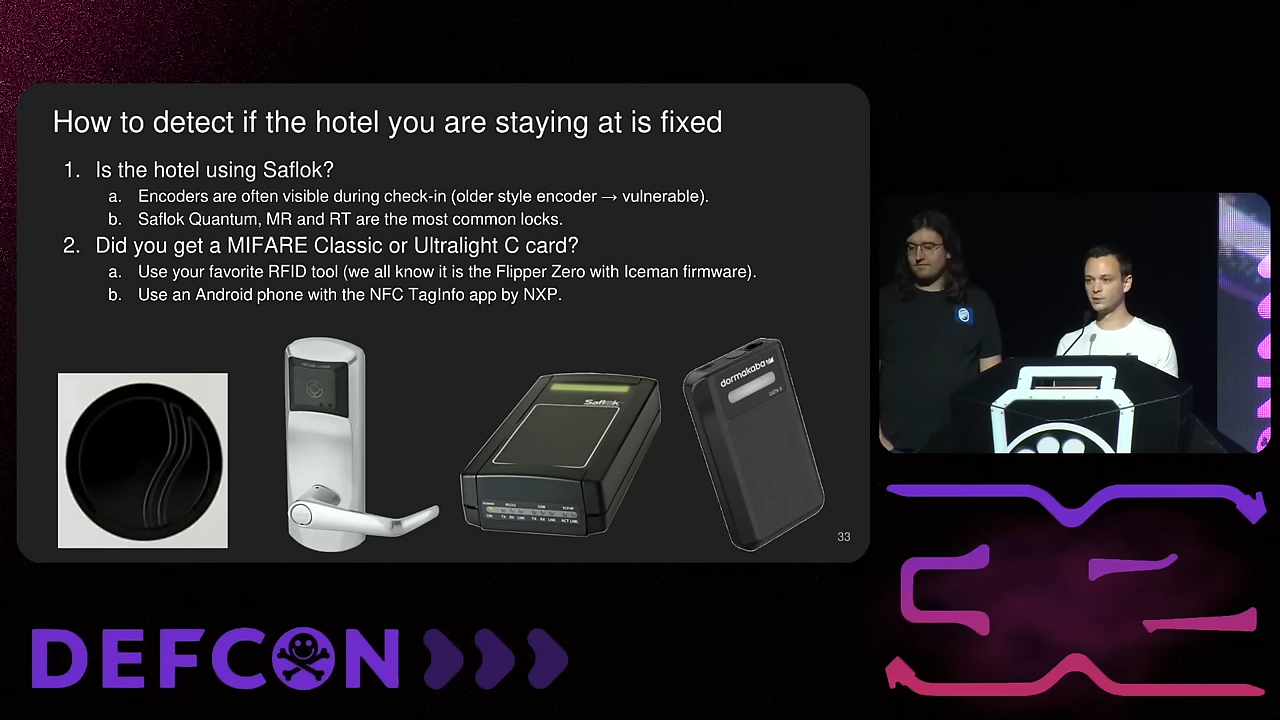 How to detect if the hotel you are staying at is fixed
1. Is the hotel using Saflok?
a. Encoders are often visible during check-in (older style encoder → vulnerable).
b. Saflok Quantum, MR and RT are the most common locks.
2. Did you get a MIFARE Classic or Ultralight C card?
a. Use your favorite RFID tool (we all know it is the Flipper Zero with Iceman firmware).
b. Use an Android phone with the NFC TagInfo app by NXP.
Saflok
dormakaba
33
DEFCON